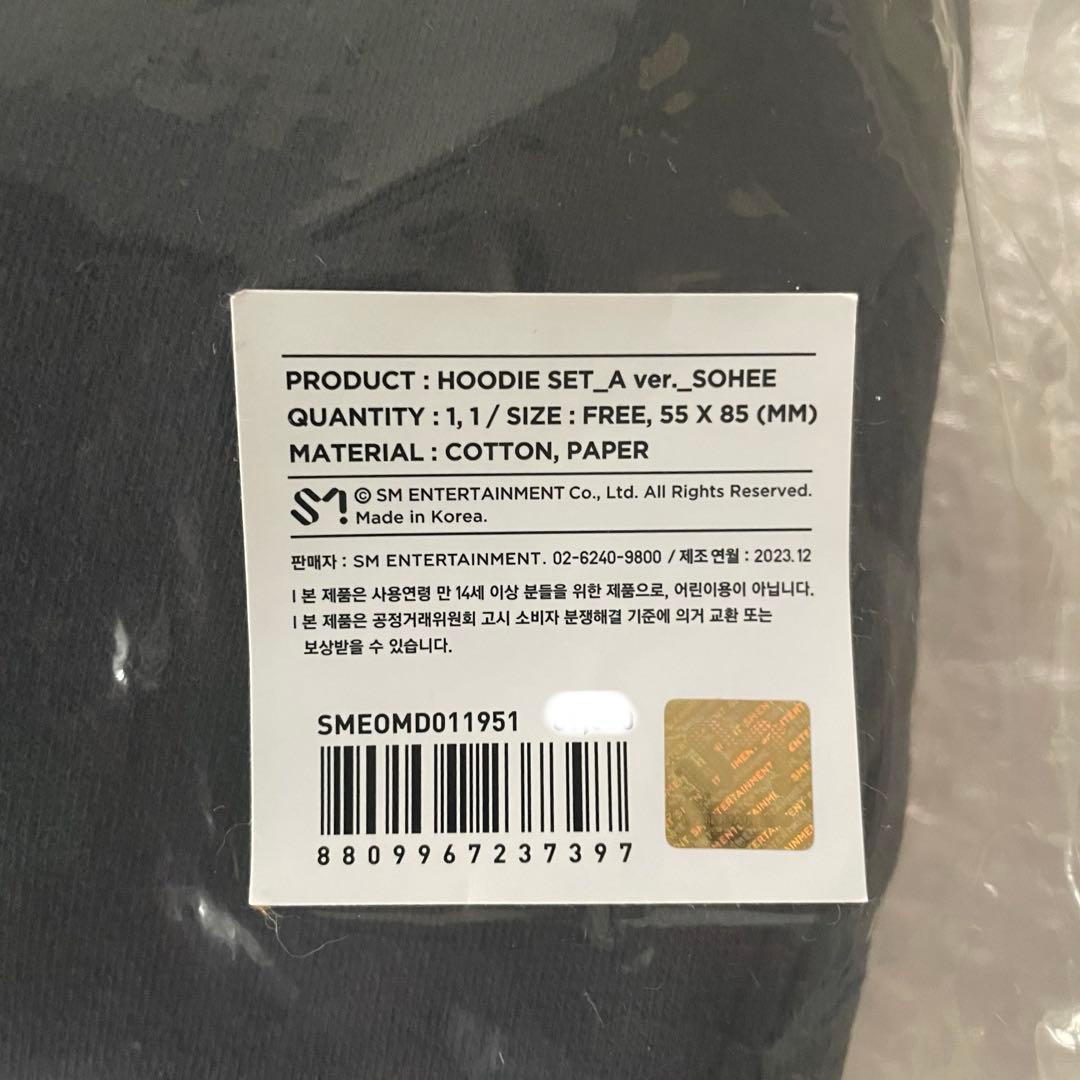 PRODUCT : HOODIE SET_A ver._SOHEE
QUANTITY : 1, 1 / SIZE : FREE, 55 X 85 (MM)
MATERIAL : COTTON, PAPER
SM
© SM ENTERTAINMENT Co., Ltd. All Rights Reserved.
Made in Korea.
판매자 : SM ENTERTAINMENT. 02-6240-9800 / 제조연월 : 2023.12
l 본 제품은 사용연령 만 14세 이상 분들을 위한 제품으로, 어린이용이 아닙니다.
l 본 제품은 공정거래위원회 고시 소비자 분쟁해결 기준에 의거 교환 또는
보상받을 수 있습니다.
SMEOMD011951
8809967237397
ENTERTAINMENT